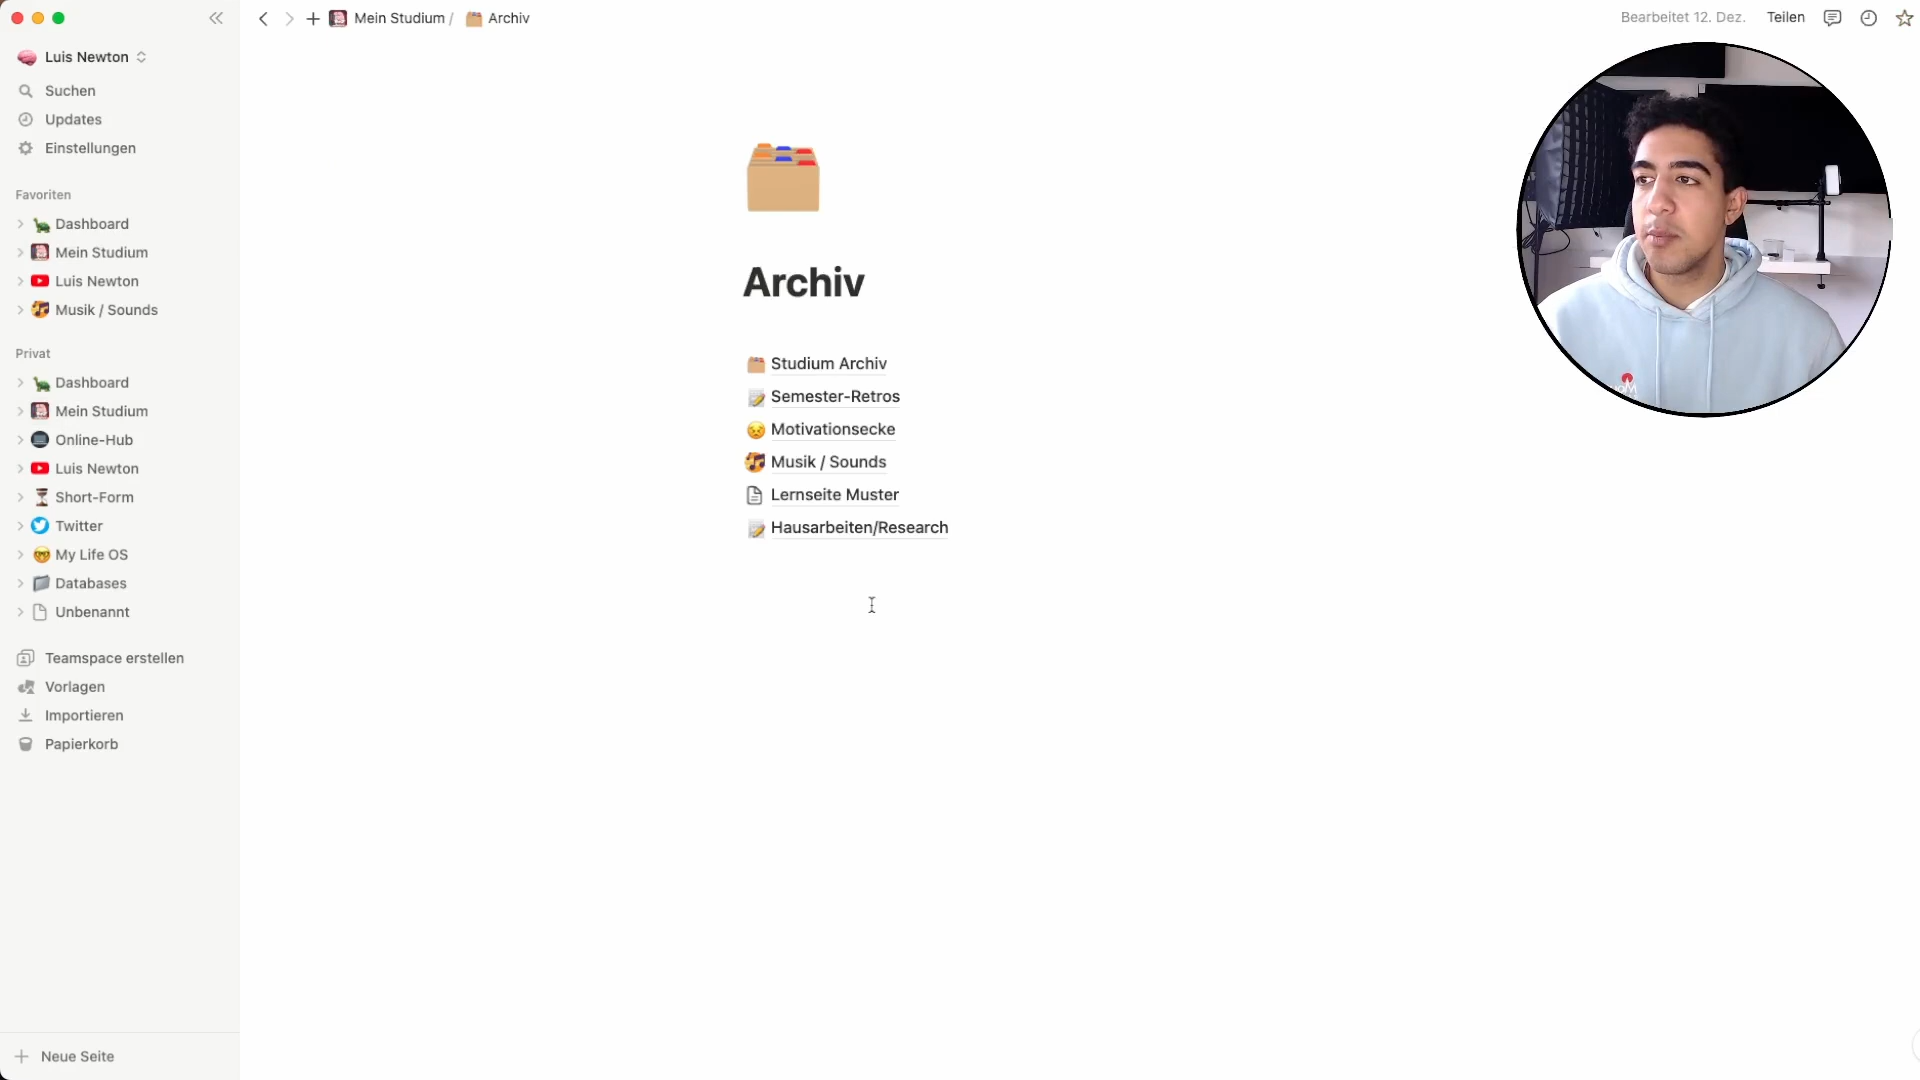 Mein Studium / Archiv
Bearbeitet 12. Dez. Teilen
Luis Newton
Suchen
Updates
Einstellungen
Favoriten
Dashboard
Mein Studium
Luis Newton
Musik / Sounds
Privat
Dashboard
Mein Studium
Online-Hub
Luis Newton
Short-Form
Twitter
My Life OS
Databases
Unbenannt
Teamspace erstellen
Vorlagen
Importieren
Papierkorb
Neue Seite
Archiv
Studium Archiv
Semester-Retros
Motivationsecke
Musik / Sounds
Lernseite Muster
Hausarbeiten/Research